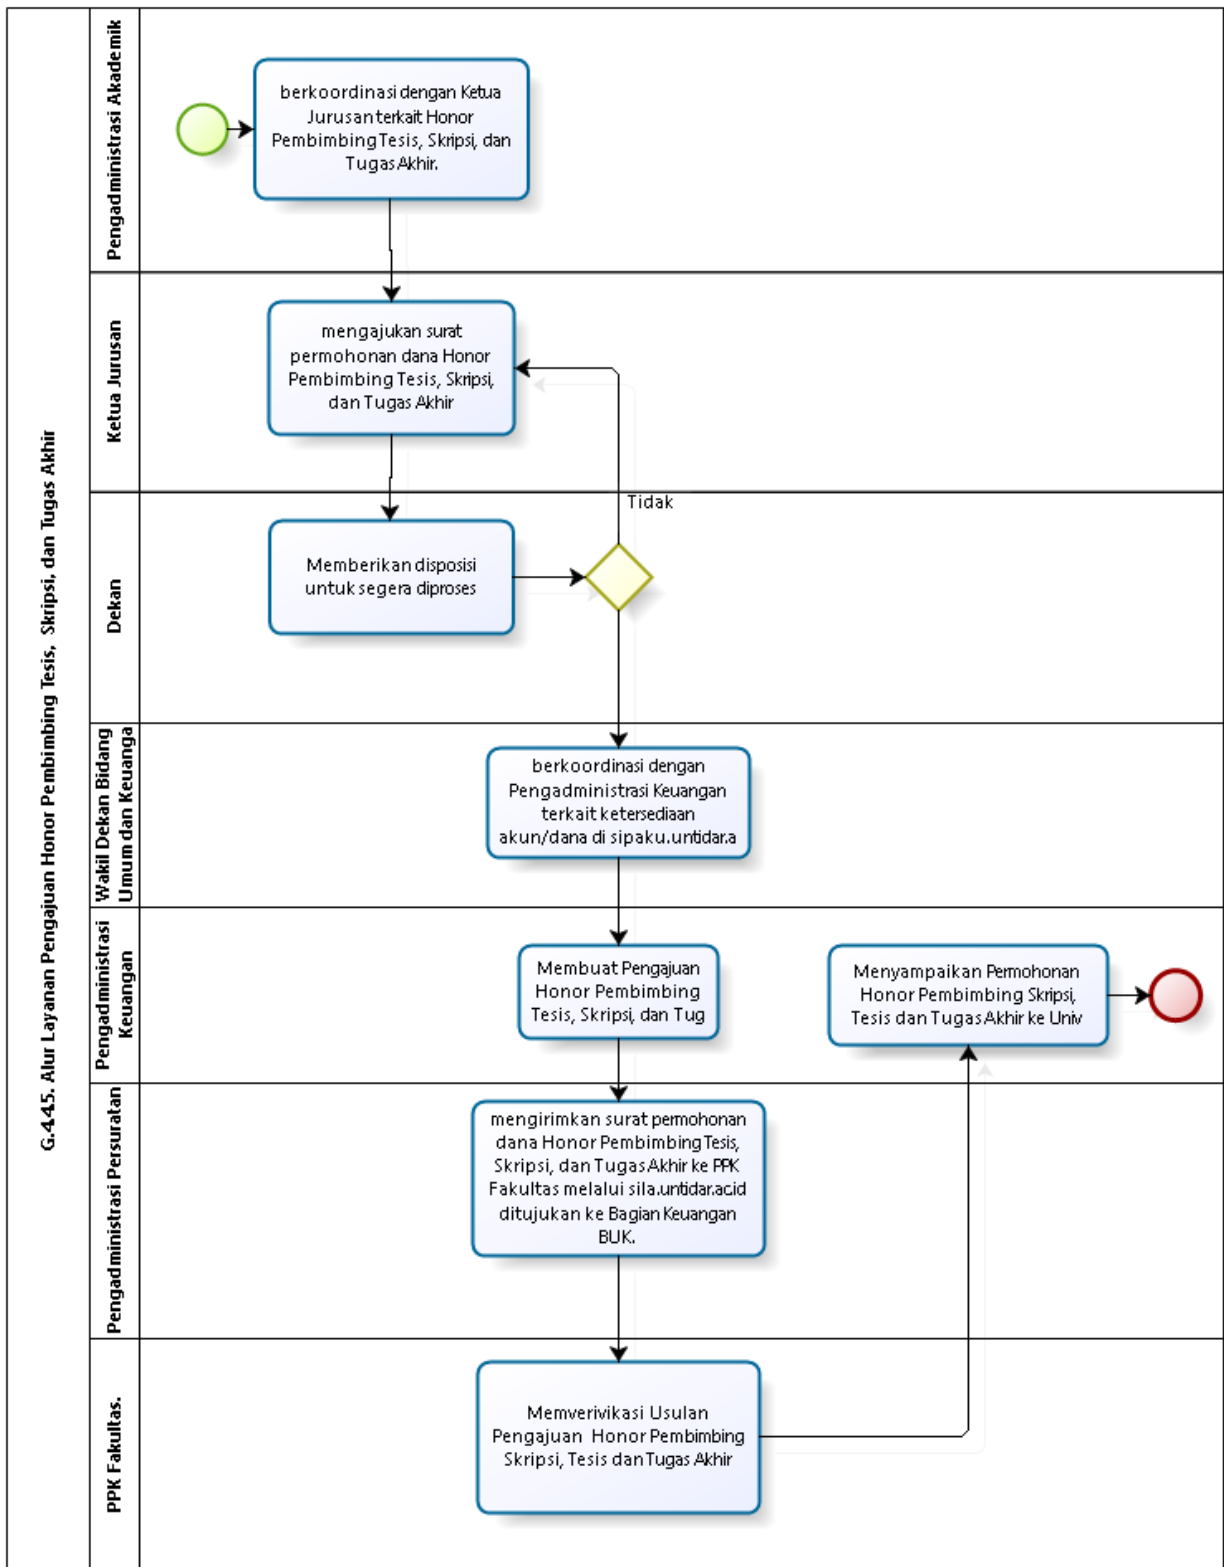 G.4.45. Alur Layanan Pengajuan Honor Pembimbing Tesis, Skripsi, dan Tugas Akhir
Pengadministrasi Akademik
berkoordinasi dengan Ketua
Jurusan terkait Honor
Pembimbing Tesis, Skripsi, dan
Tugas Akhir.
Ketua Jurusan
mengajukan surat
permohonan dana Honor
Pembimbing Tesis, Skripsi,
dan Tugas Akhir
Dekan
Memberikan disposisi
untuk segera diproses
Tidak
Wakil Dekan Bidang
Umum dan Keuanga
berkoordinasi dengan
Pengadministrasi Keuangan
terkait ketersediaan
akun/dana di sipaku.untidar.a
Pengadministrasi
Keuangan
Membuat Pengajuan
Honor Pembimbing
Tesis, Skripsi, dan Tug
Menyampaikan Permohonan
Honor Pembimbing Skripsi,
Tesis dan Tugas Akhir ke Univ
Pengadministrasi Persuratan
mengirimkan surat permohonan
dana Honor Pembimbing Tesis,
Skripsi, dan Tugas Akhir ke PPK
Fakultas melalui sila.untidar.ac.id
ditujukan ke Bagian Keuangan
BUK.
PPK Fakultas.
Memverivikasi Usulan
Pengajuan Honor Pembimbing
Skripsi, Tesis dan Tugas Akhir